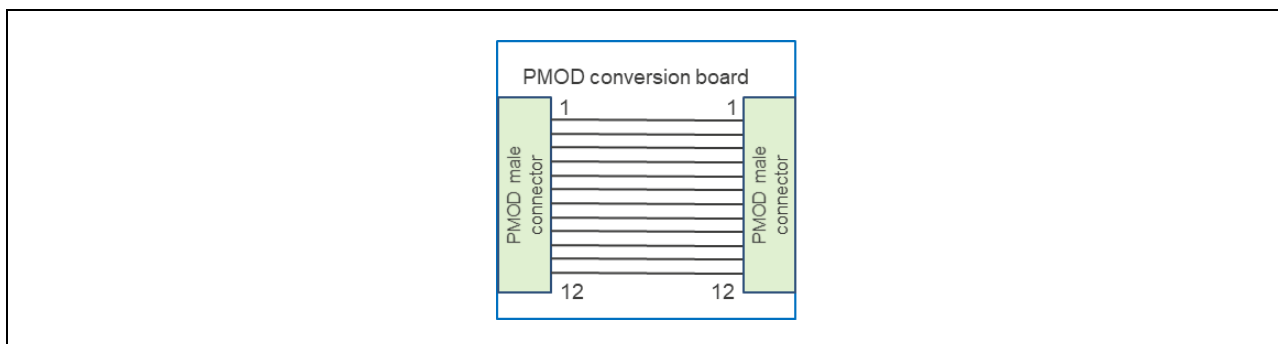 PMOD conversion board
1 1
PMOD male
connector
PMOD male
connector
12 12